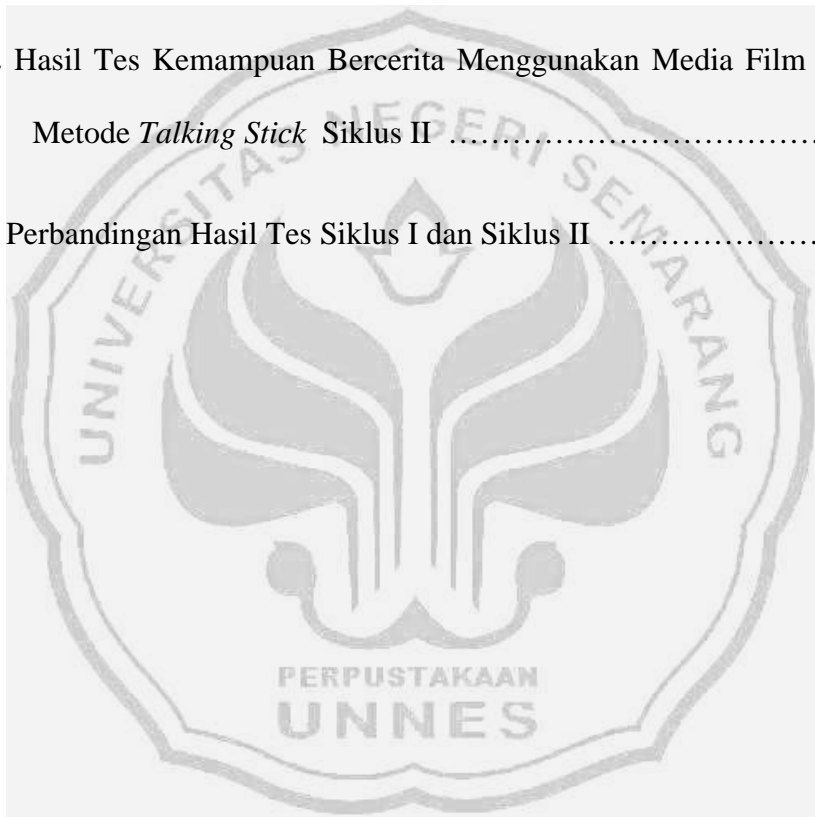 Hasil Tes Kemampuan Bercerita Menggunakan Media Film
Metode Talking Stick Siklus II ………………………………
Perbandingan Hasil Tes Siklus I dan Siklus II …………………
UNIVERSITAS NEGERI SEMARANG
PERPUSTAKAAN
UNNES